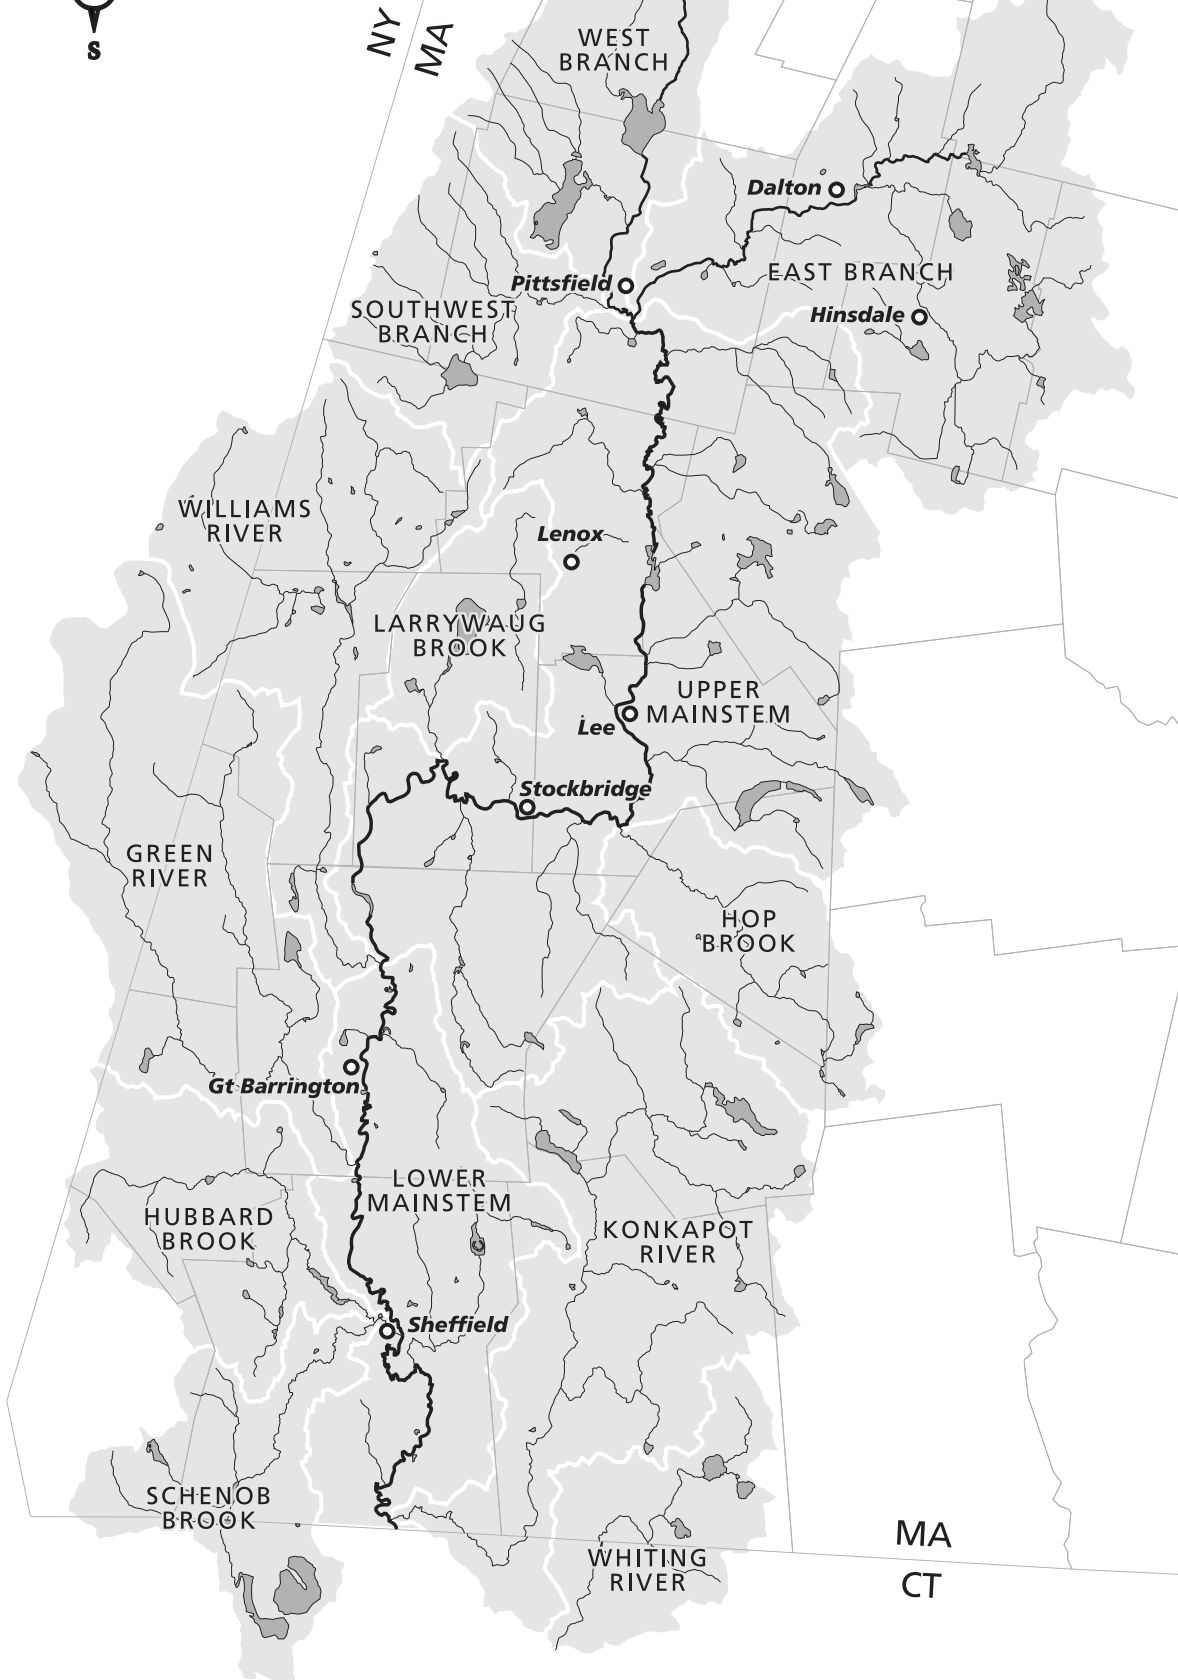 S
NY
MA
WEST
BRANCH
Dalton
EAST BRANCH
Pittsfield
SOUTHWEST
BRANCH
Hinsdale
WILLIAMS
RIVER
Lenox
LARRYWAUG
BROOK
UPPER
MAINSTEM
Lee
Stockbridge
GREEN
RIVER
HOP
BROOK
Gt Barrington
LOWER
MAINSTEM
HUBBARD
BROOK
KONKAPOT
RIVER
Sheffield
SCHENOB
BROOK
MA
WHITING
RIVER
CT